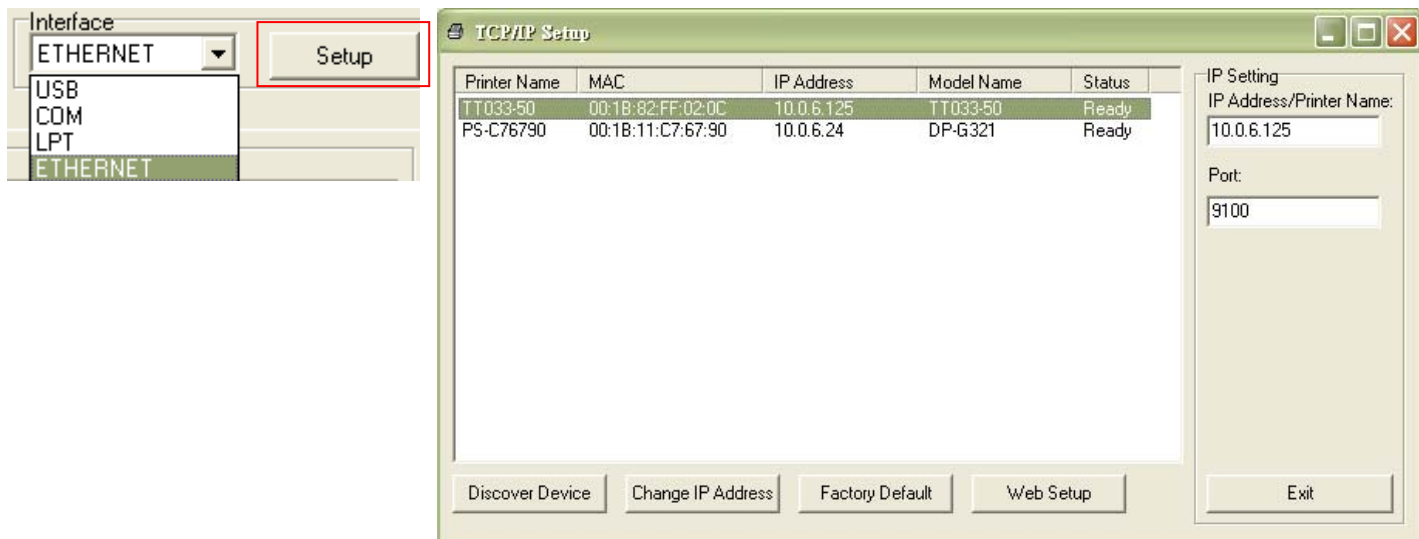 Interface
ETHERNET
Setup
USB
COM
LPT
ETHERNET
TCP/IP Setup
Printer Name MAC IP Address Model Name Status
TT033-50 00:1B:82:FF:02:0C 10.0.6.125 TT033-50 Ready
PS-C76790 00:1B:11:C7:67:90 10.0.6.24 DP-G321 Ready
IP Setting
IP Address/Printer Name:
10.0.6.125
Port:
9100
Discover Device
Change IP Address
Factory Default
Web Setup
Exit